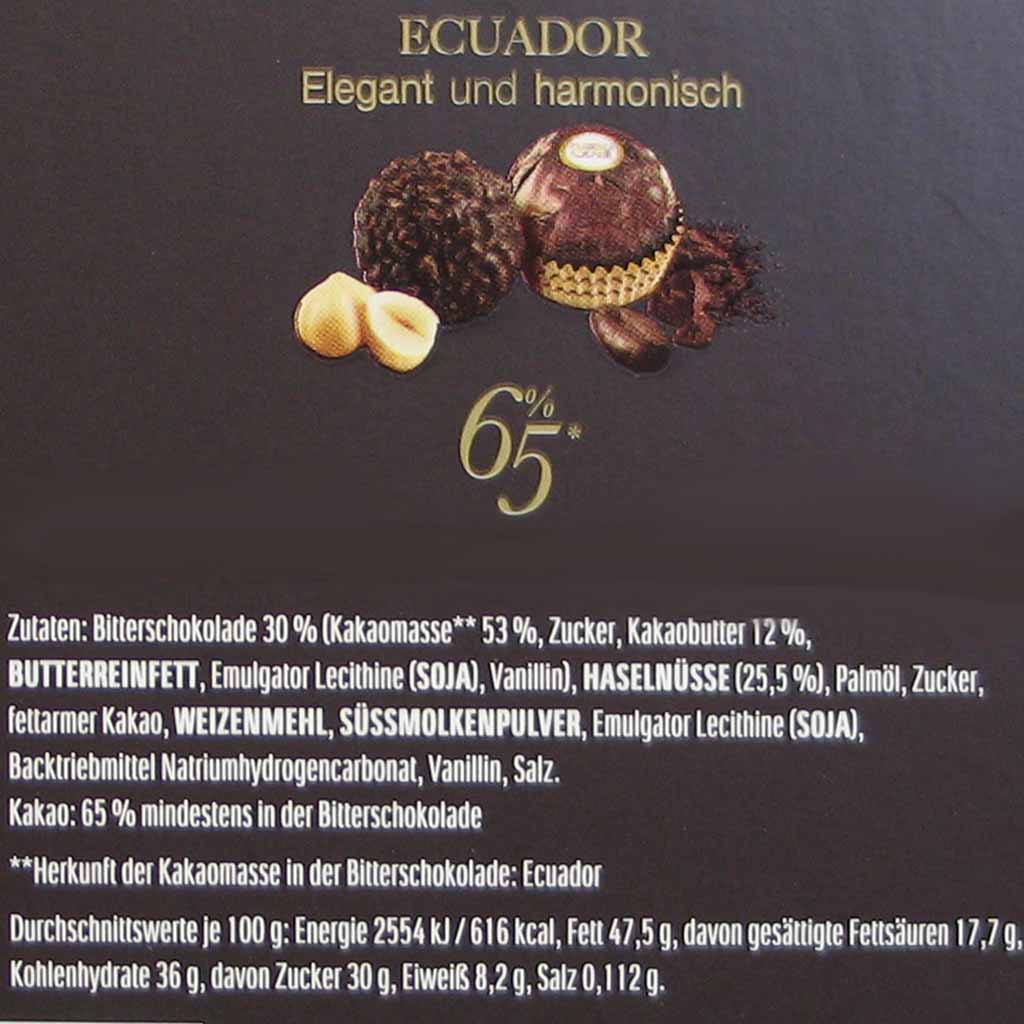 ECUADOR
Elegant und harmonisch
65%*
Zutaten: Bitterschokolade 30 % (Kakaomasse** 53 %, Zucker, Kakaobutter 12 %,
BUTTERREINFETT, Emulgator Lecithine (SOJA), Vanillin), HASELNÜSSE (25,5 %), Palmöl, Zucker,
fettarmer Kakao, WEIZENMEHL, SÜSSMOLKENPULVER, Emulgator Lecithine (SOJA),
Backtriebmittel Natriumhydrogencarbonat, Vanillin, Salz.
Kakao: 65 % mindestens in der Bitterschokolade
**Herkunft der Kakaomasse in der Bitterschokolade: Ecuador
Durchschnittswerte je 100 g: Energie 2554 kJ / 616 kcal, Fett 47,5 g, davon gesättigte Fettsäuren 17,7 g,
Kohlenhydrate 36 g, davon Zucker 30 g, Eiweiß 8,2 g, Salz 0,112 g.